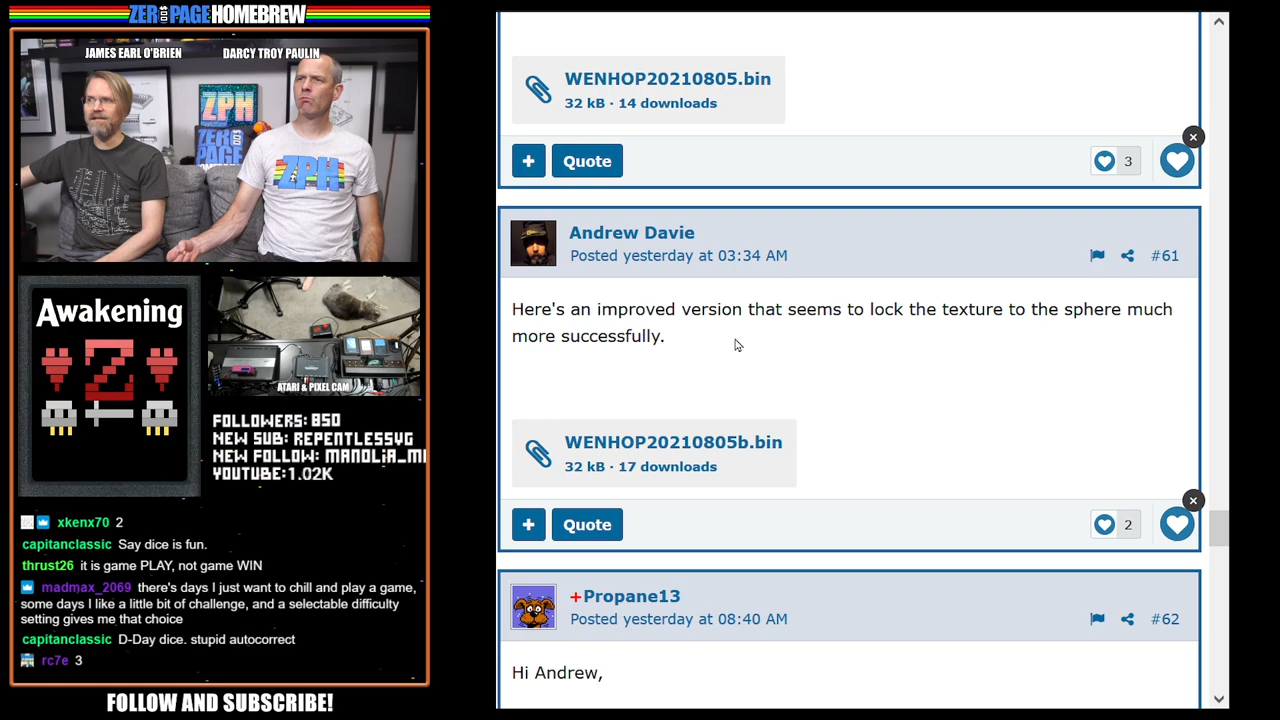 ZEROPAGE HOMEBREW
JAMES EARL O'BRIEN
DARCY TROY PAULIN
ZPH
ZERO
PAGE
ZPH
Awakening
ATARI & PIXEL CAM
FOLLOWERS: 850
NEW SUB: REPENTLESSVG
NEW FOLLOW: MANOLIA_M
YOUTUBE:1.02K
xkenx70 2
capitanclassic Say dice is fun.
thrust26 it is game PLAY, not game WIN
madmax_2069 there's days I just want to chill and play a game,
some days I like a little bit of challenge, and a selectable difficulty
setting gives me that choice
capitanclassic D-Day dice. stupid autocorrect
rc7e 3
FOLLOW AND SUBSCRIBE!
WENHOP20210805.bin
32 kB · 14 downloads
+ Quote
3
Andrew Davie
Posted yesterday at 03:34 AM
#61
Here's an improved version that seems to lock the texture to the sphere much
more successfully.
WENHOP20210805b.bin
32 kB · 17 downloads
+ Quote
2
+Propane13
Posted yesterday at 08:40 AM
#62
Hi Andrew,